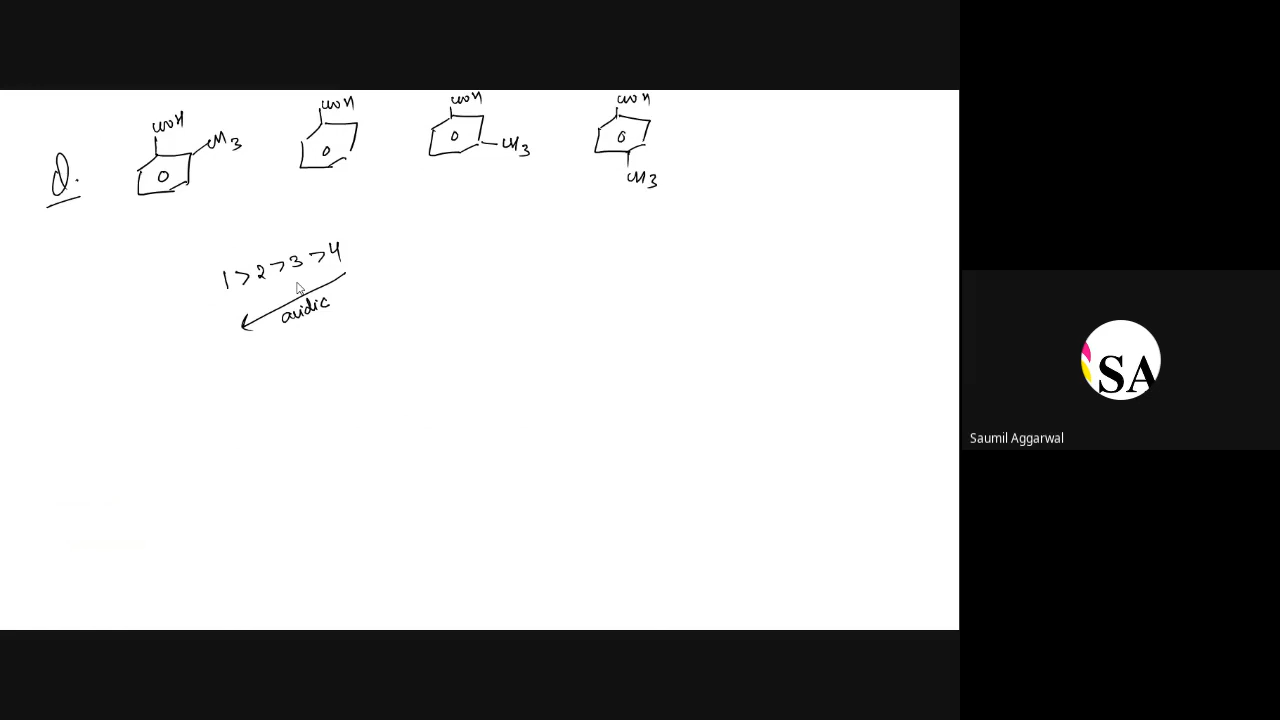 COOH COOH COOH COOH
d. CH3 CH3 CH3
1 > 2 > 3 > 4
acidic
SA
Saumil Aggarwal